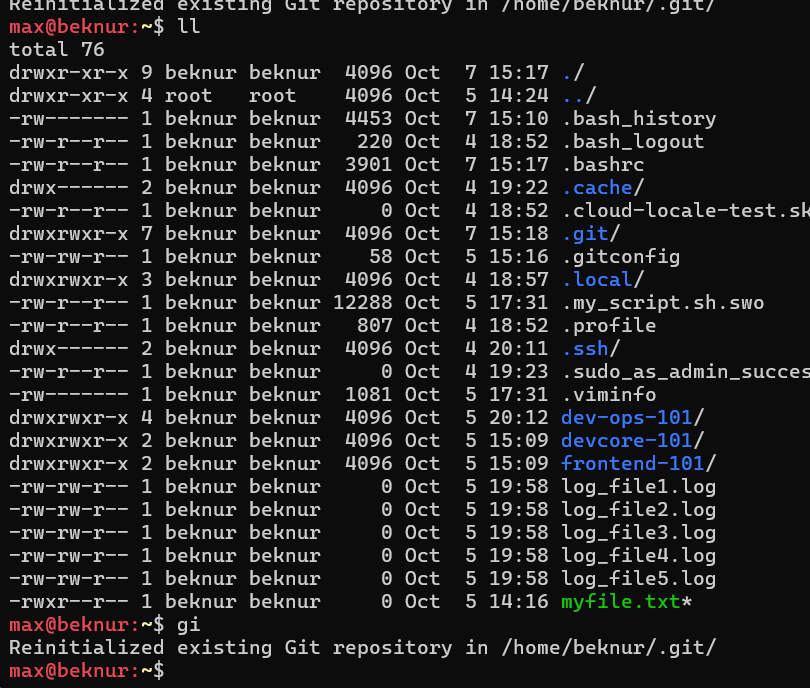 Reinitialized existing Git repository in /home/beknur/.git/
max@beknur:~$ ll
total 76
drwxr-xr-x 9 beknur beknur  4096 Oct  7 15:17 ./
drwxr-xr-x 4 root   root    4096 Oct  5 14:24 ../
-rw------- 1 beknur beknur  4453 Oct  7 15:10 .bash_history
-rw-r--r-- 1 beknur beknur   220 Oct  4 18:52 .bash_logout
-rw-r--r-- 1 beknur beknur  3901 Oct  7 15:17 .bashrc
drwx------ 2 beknur beknur  4096 Oct  4 19:22 .cache/
-rw-r--r-- 1 beknur beknur     0 Oct  4 18:52 .cloud-locale-test.sk
drwxrwxr-x 7 beknur beknur  4096 Oct  7 15:18 .git/
-rw-rw-r-- 1 beknur beknur    58 Oct  5 15:16 .gitconfig
drwxrwxr-x 3 beknur beknur  4096 Oct  4 18:57 .local/
-rw-r--r-- 1 beknur beknur 12288 Oct  5 17:31 .my_script.sh.swo
-rw-r--r-- 1 beknur beknur   807 Oct  4 18:52 .profile
drwx------ 2 beknur beknur  4096 Oct  4 20:11 .ssh/
-rw-r--r-- 1 beknur beknur     0 Oct  4 19:23 .sudo_as_admin_succes
-rw------- 1 beknur beknur  1081 Oct  5 17:31 .viminfo
drwxrwxr-x 4 beknur beknur  4096 Oct  5 20:12 dev-ops-101/
drwxrwxr-x 2 beknur beknur  4096 Oct  5 15:09 devcore-101/
drwxrwxr-x 2 beknur beknur  4096 Oct  5 15:09 frontend-101/
-rw-rw-r-- 1 beknur beknur     0 Oct  5 19:58 log_file1.log
-rw-rw-r-- 1 beknur beknur     0 Oct  5 19:58 log_file2.log
-rw-rw-r-- 1 beknur beknur     0 Oct  5 19:58 log_file3.log
-rw-rw-r-- 1 beknur beknur     0 Oct  5 19:58 log_file4.log
-rw-rw-r-- 1 beknur beknur     0 Oct  5 19:58 log_file5.log
-rwxr--r-- 1 beknur beknur     0 Oct  5 14:16 myfile.txt*
max@beknur:~$ gi
Reinitialized existing Git repository in /home/beknur/.git/
max@beknur:~$